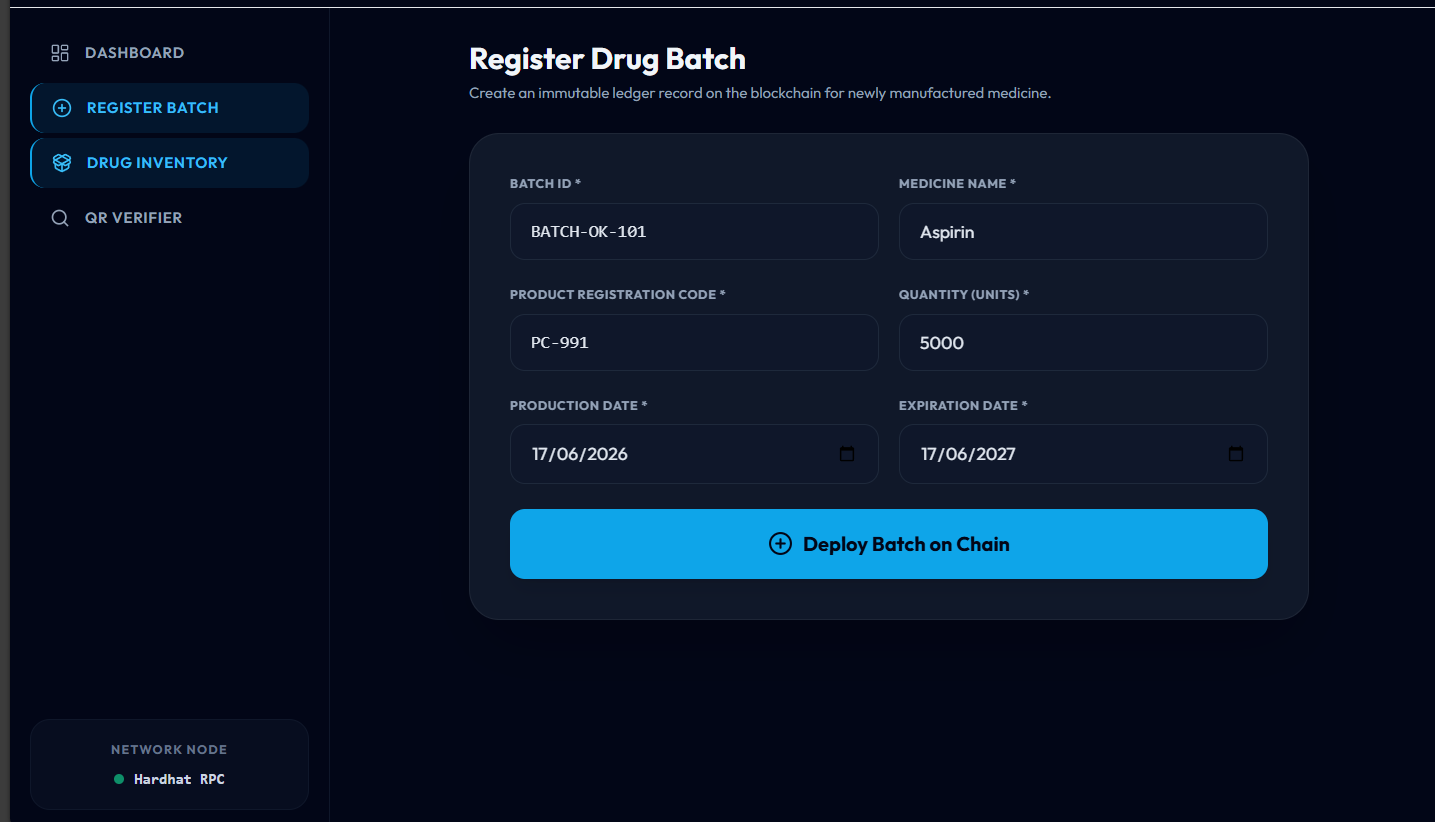 DASHBOARD
REGISTER BATCH
DRUG INVENTORY
QR VERIFIER
NETWORK NODE
Hardhat RPC
Register Drug Batch
Create an immutable ledger record on the blockchain for newly manufactured medicine.
BATCH ID * MEDICINE NAME *
BATCH-OK-101 Aspirin
PRODUCT REGISTRATION CODE * QUANTITY (UNITS) *
PC-991 5000
PRODUCTION DATE * EXPIRATION DATE *
17/06/2026 17/06/2027
Deploy Batch on Chain